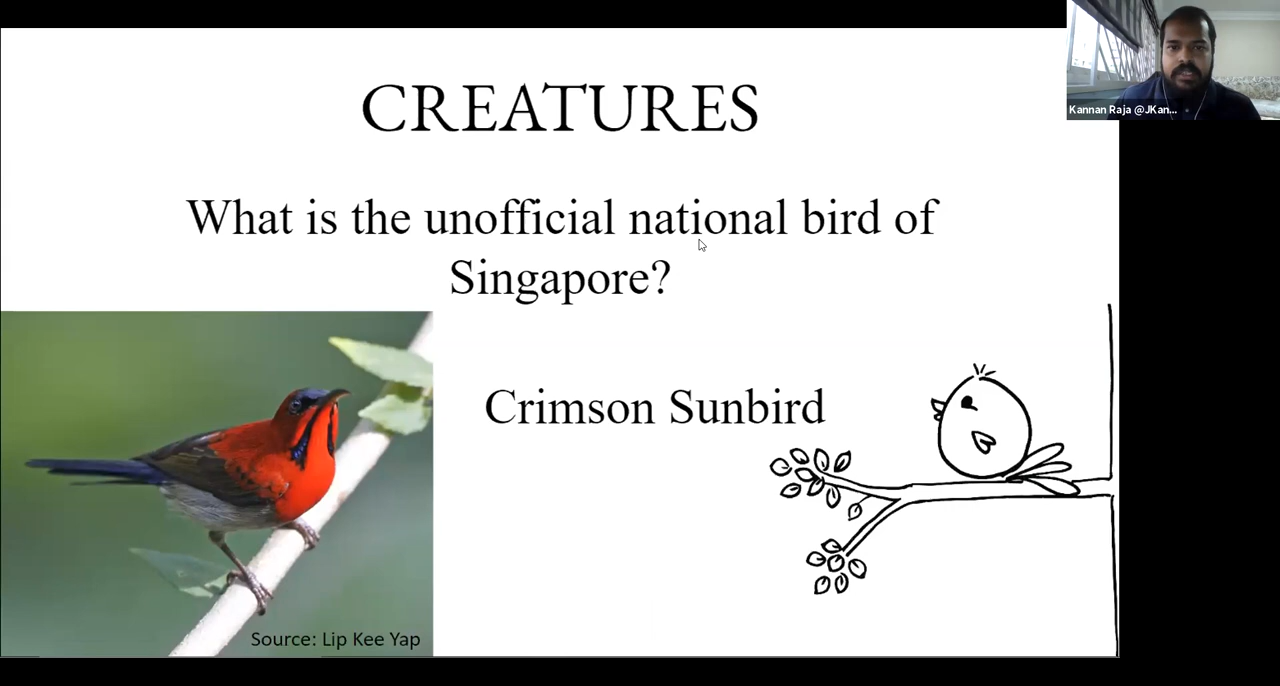 CREATURES
Kannan Raja @JKan...
What is the unofficial national bird of
Singapore?
Crimson Sunbird
Source: Lip Kee Yap